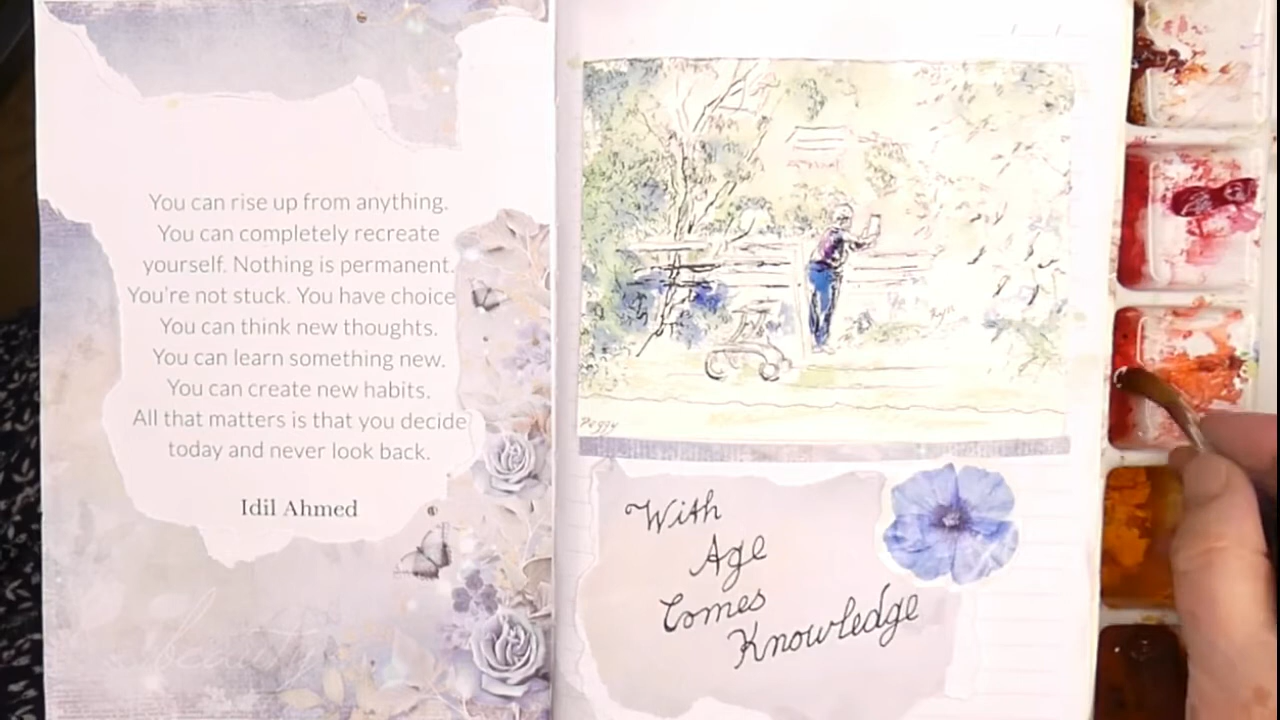 You can rise up from anything.
You can completely recreate
yourself. Nothing is permanent.
You're not stuck. You have choice
You can think new thoughts.
You can learn something new.
You can create new habits.
All that matters is that you decide
today and never look back.
Idil Ahmed
beauty
Peggy
With
Age
Comes
Knowledge